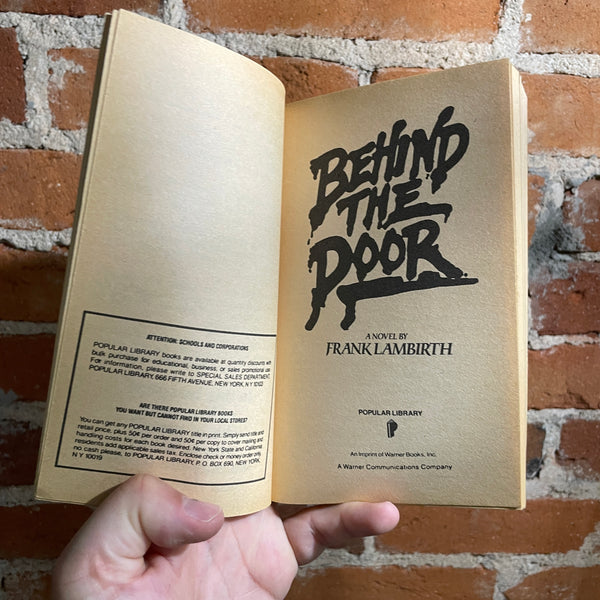 ATTENTION: SCHOOLS AND CORPORATIONS
POPULAR LIBRARY books are available at quantity discounts with
bulk purchase for educational, business, or sales promotional use.
For information, please write to SPECIAL SALES DEPARTMENT,
POPULAR LIBRARY, 666 FIFTH AVENUE, NEW YORK, N Y 10103
ARE THERE POPULAR LIBRARY BOOKS
YOU WANT BUT CANNOT FIND IN YOUR LOCAL STORES?
You can get any POPULAR LIBRARY title in print. Simply send title and
retail price, plus 50¢ per order and 50¢ per copy to cover mailing and
handling costs for each book desired. New York State and California
residents add applicable sales tax. Enclose check or money order only,
no cash please, to POPULAR LIBRARY, P. O. BOX 690, NEW YORK,
N Y 10019
BEHIND
THE
DOOR
A NOVEL BY
FRANK LAMBIRTH
POPULAR LIBRARY
An Imprint of Warner Books, Inc.
A Warner Communications Company